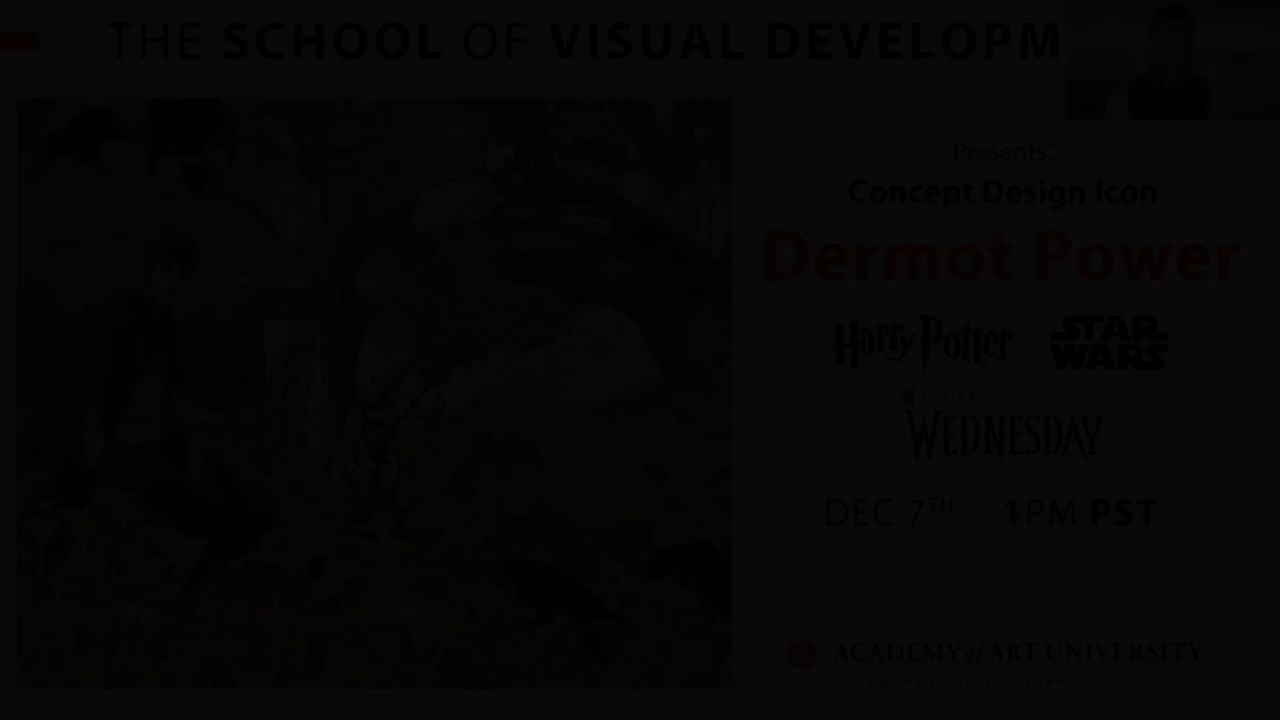 THE SCHOOL OF VISUAL DEVELOPM
Presents:
Concept Design Icon
Dermot Power
Harry Potter
STAR
WARS
WEDNESDAY
DEC 7TH - 1PM PST
ACADEMY of ART UNIVERSITY